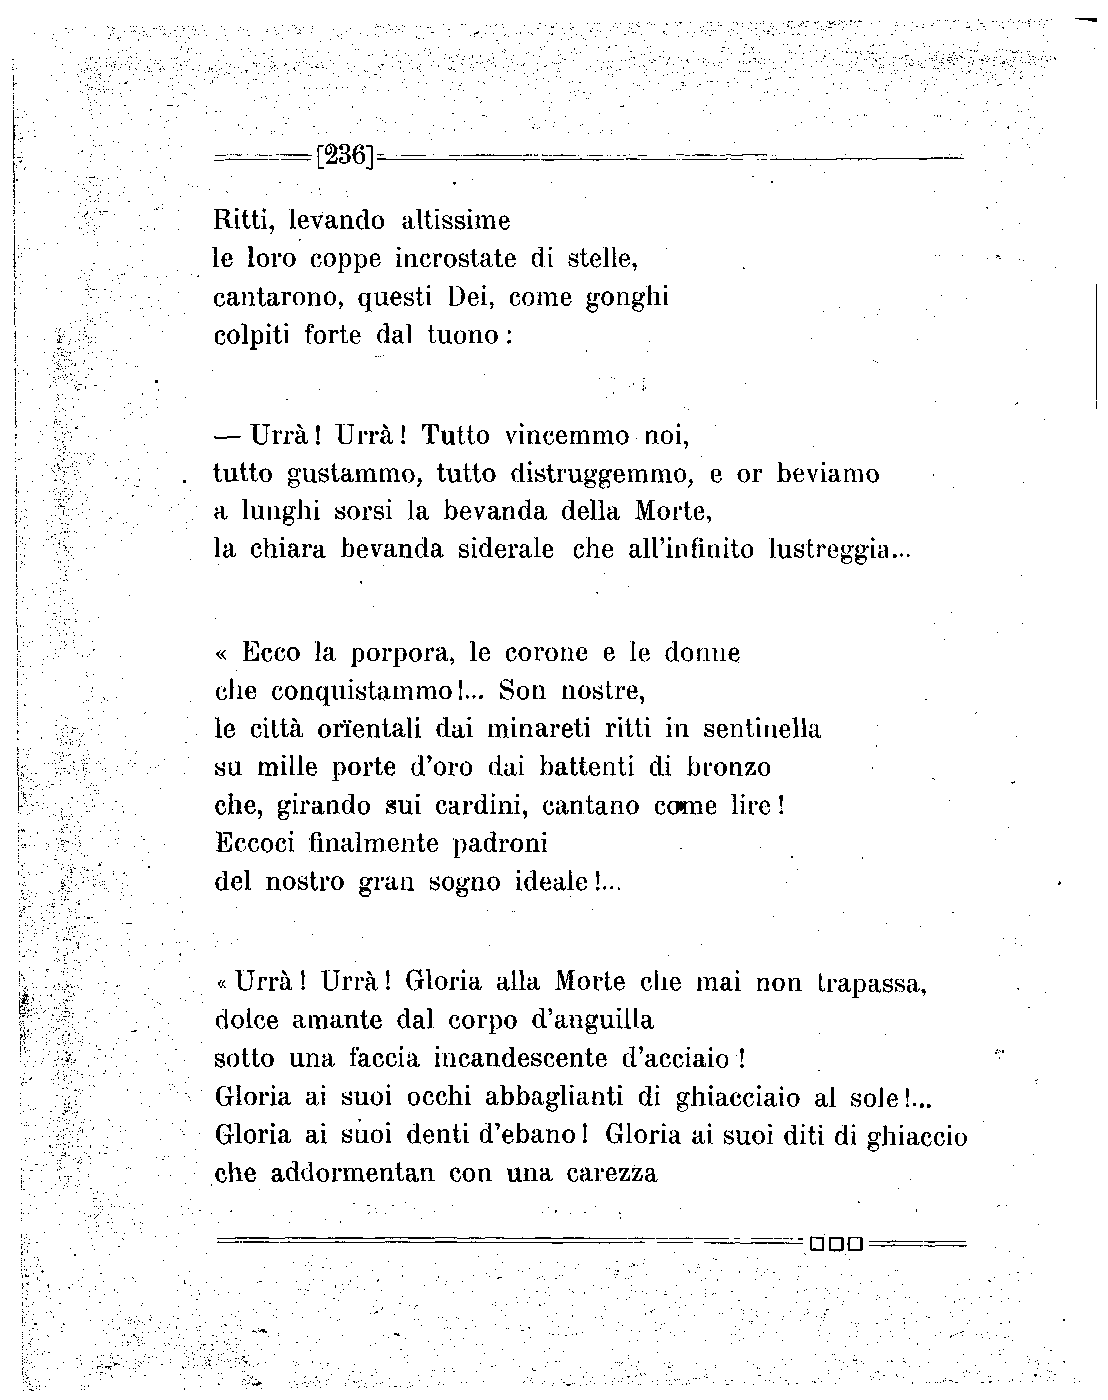 [236]
Ritti, levando altissime
le loro coppe incrostate di stelle,
cantarono, questi Dei, come gonghi
colpiti forte dal tuono :
— Urrà ! Urrà ! Tutto vincemmo noi,
tutto gustammo, tutto distruggemmo, e or beviamo
a lunghi sorsi la bevanda della Morte,
la chiara bevanda siderale che all'infinito lustreggia...
« Ecco la porpora, le corone e le donne
che conquistammo !... Son nostre,
le città orïentali dai minareti ritti in sentinella
su mille porte d'oro dai battenti di bronzo
che, girando sui cardini, cantano come lire !
Eccoci finalmente padroni
del nostro gran sogno ideale !...
« Urrà ! Urrà ! Gloria alla Morte che mai non trapassa,
dolce amante dal corpo d'anguilla
sotto una faccia incandescente d'acciaio !
Gloria ai suoi occhi abbaglianti di ghiacciaio al sole !...
Gloria ai suoi denti d'ebano ! Gloria ai suoi diti di ghiaccio
che addormentan con una carezza